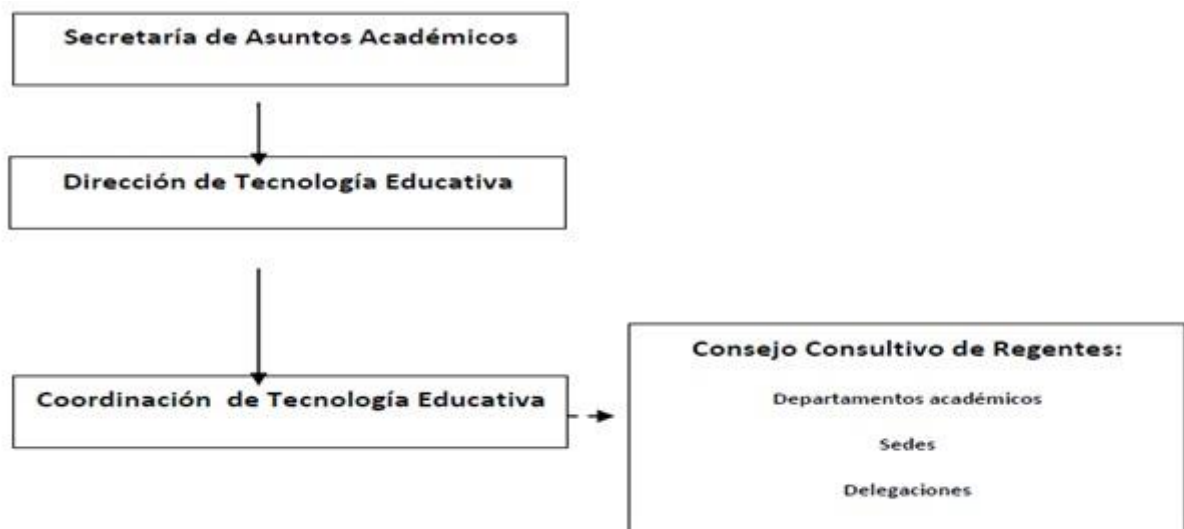 Secretaría de Asuntos Académicos
Dirección de Tecnología Educativa
Coordinación de Tecnología Educativa
Consejo Consultivo de Regentes:
Departamentos académicos
Sedes
Delegaciones